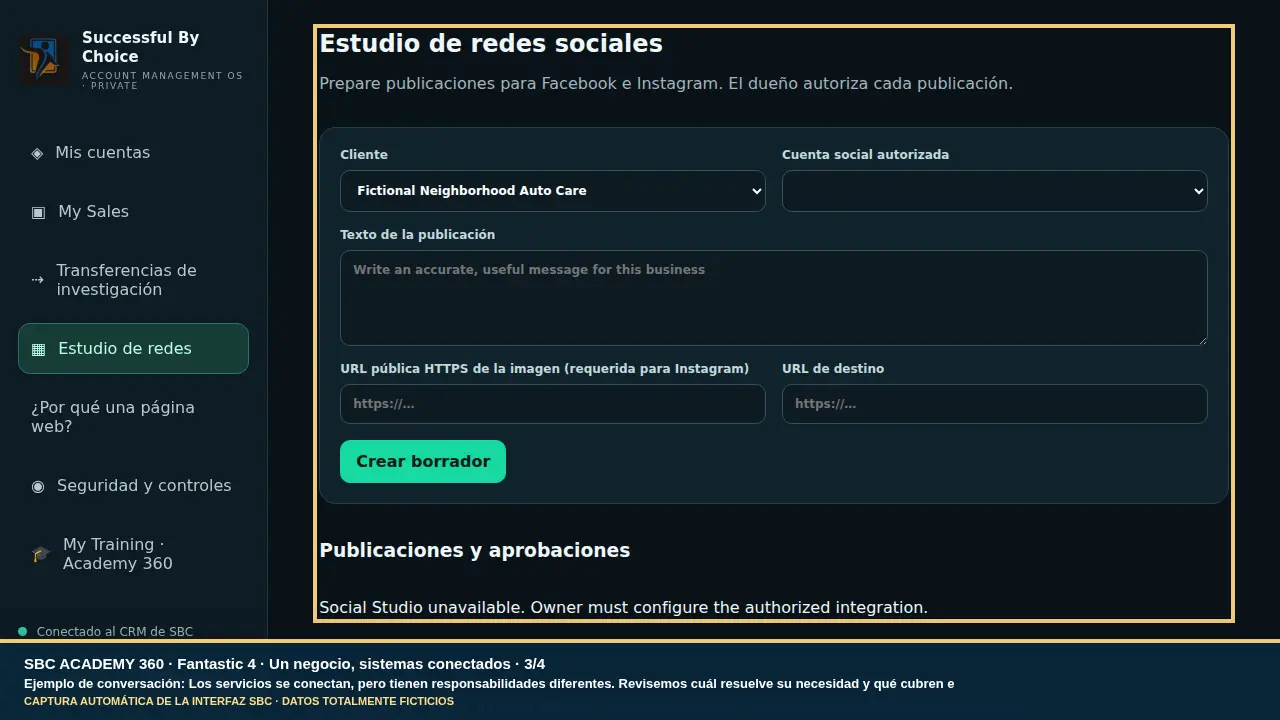 Successful By
Choice
ACCOUNT MANAGEMENT OS
· PRIVATE
Mis cuentas
My Sales
Transferencias de
investigación
Estudio de redes
¿Por qué una página
web?
Seguridad y controles
My Training ·
Academy 360
Conectado al CRM de SBC
Estudio de redes sociales
Prepare publicaciones para Facebook e Instagram. El dueño autoriza cada publicación.
Cliente
Fictional Neighborhood Auto Care
Cuenta social autorizada
Texto de la publicación
Write an accurate, useful message for this business
URL pública HTTPS de la imagen (requerida para Instagram)
https://…
URL de destino
https://…
Crear borrador
Publicaciones y aprobaciones
Social Studio unavailable. Owner must configure the authorized integration.
SBC ACADEMY 360 · Fantastic 4 · Un negocio, sistemas conectados · 3/4
Ejemplo de conversación: Los servicios se conectan, pero tienen responsabilidades diferentes. Revisemos cuál resuelve su necesidad y qué cubren e
CAPTURA AUTOMÁTICA DE LA INTERFAZ SBC · DATOS TOTALMENTE FICTICIOS